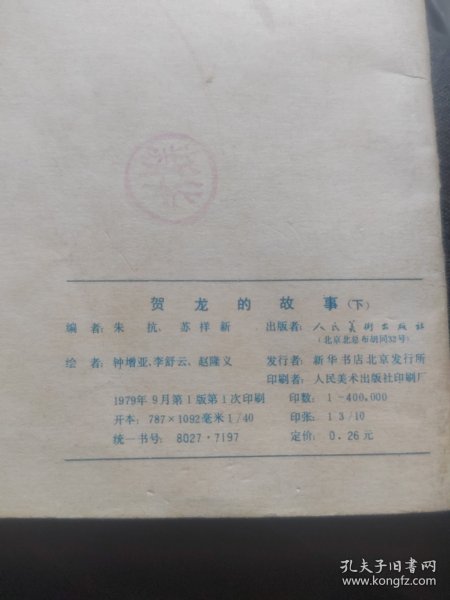 贺龙的故事(下)
编者: 朱抗、苏祥新
出版者: 人民美术出版社
(北京北总布胡同32号)
绘者: 钟增亚、李舒云、赵隆义
发行者: 新华书店北京发行所
印刷者: 人民美术出版社印刷厂
1979年9月第1版第1次印刷
印数: 1-400,000
开本: 787×1092毫米1/40
印张: 1 3/10
统一书号: 8027·7197
定价: 0.26元
孔夫子旧书网
www.kongfz.com